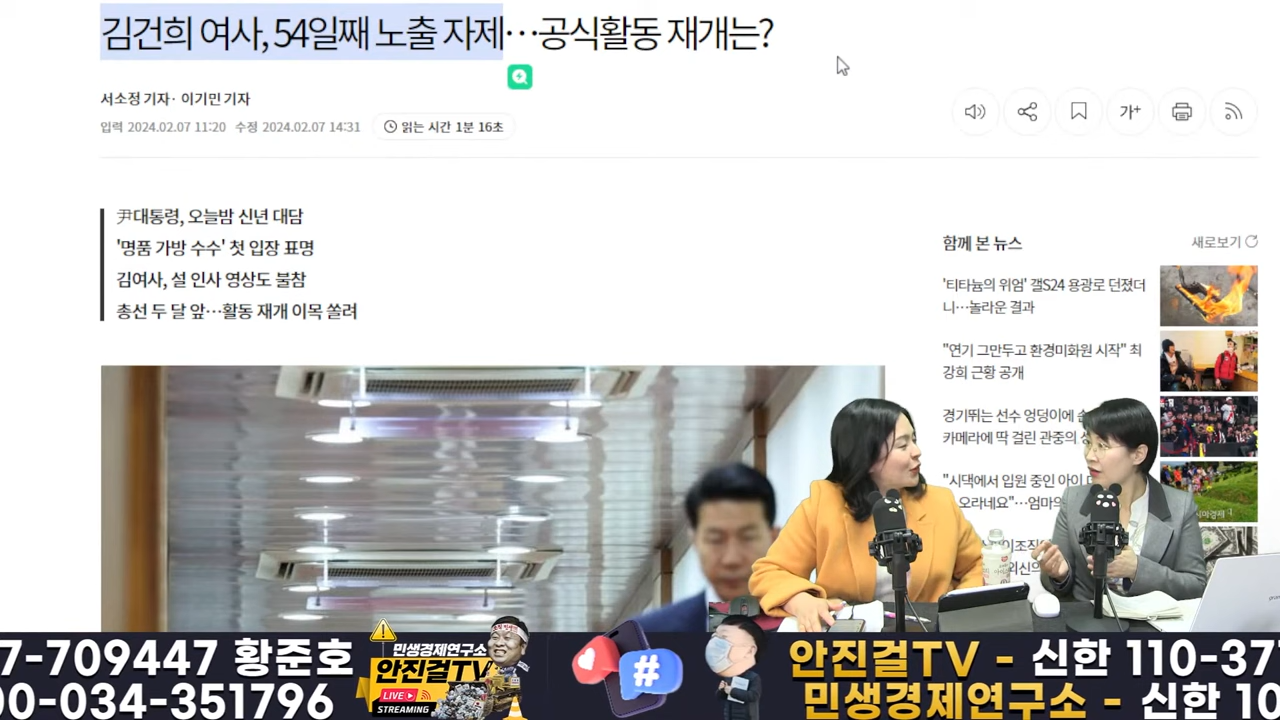 김건희 여사, 54일째 노출 자제…공식활동 재개는?
서소정 기자· 이기민 기자
입력 2024.02.07 11:20 수정 2024.02.07 14:31 읽는 시간 1분 16초
가+
尹대통령, 오늘밤 신년 대담
'명품 가방 수수' 첫 입장 표명
김여사, 설 인사 영상도 불참
총선 두 달 앞…활동 재개 이목 쏠려
함께 본 뉴스
새로보기
'티타늄의 위엄' 갤S24 용광로 던졌더
니…놀라운 결과
"연기 그만두고 환경미화원 시작" 최
강희 근황 공개
경기뛰는 선수 엉덩이에
카메라에 딱 걸린 관중의
"시댁에서 입원 중인 아이
오라네요"…엄마의
7-709447 황준호
00-034-351796
민생경제연구소
안진걸TV
LIVE
STREAMING
#
안진걸TV - 신한 110-37
민생경제연구소 - 신한 10